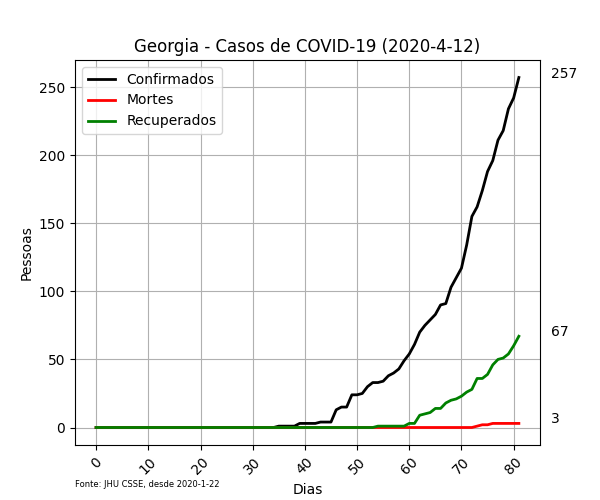 Georgia - Casos de COVID-19 (2020-4-12)
Confirmados
Mortes
Recuperados
257
67
3
Pessoas
250
200
150
100
50
0
0 10 20 30 40 50 60 70 80
Dias
Fonte: JHU CSSE, desde 2020-1-22